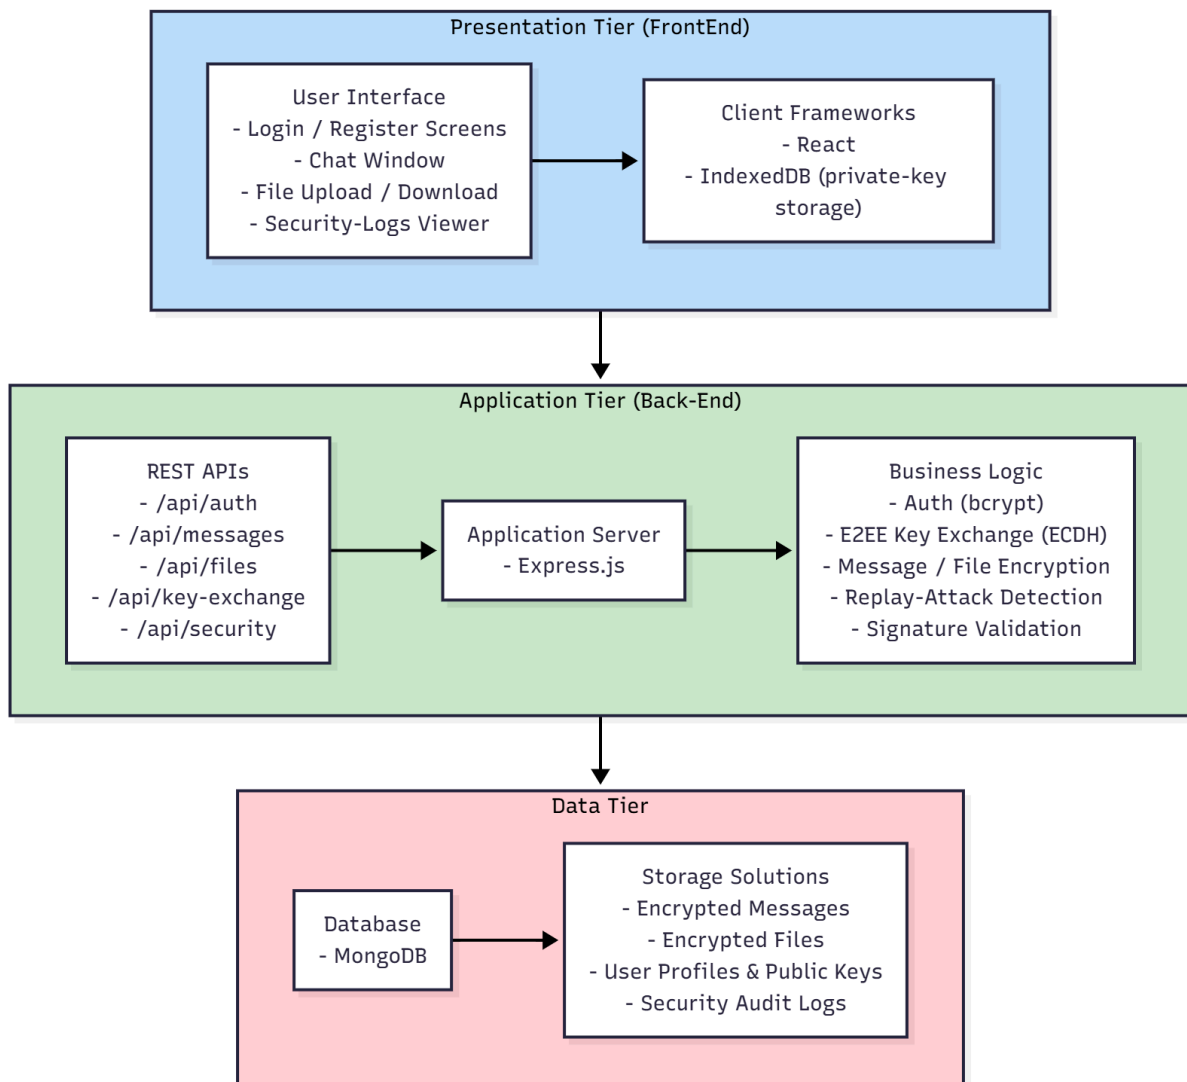 Presentation Tier (FrontEnd)
User Interface
- Login / Register Screens
- Chat Window
- File Upload / Download
- Security-Logs Viewer
Client Frameworks
- React
- IndexedDB (private-key
storage)
Application Tier (Back-End)
REST APIs
- /api/auth
- /api/messages
- /api/files
- /api/key-exchange
- /api/security
Application Server
- Express.js
Business Logic
- Auth (bcrypt)
- E2EE Key Exchange (ECDH)
- Message / File Encryption
- Replay-Attack Detection
- Signature Validation
Data Tier
Database
- MongoDB
Storage Solutions
- Encrypted Messages
- Encrypted Files
- User Profiles & Public Keys
- Security Audit Logs